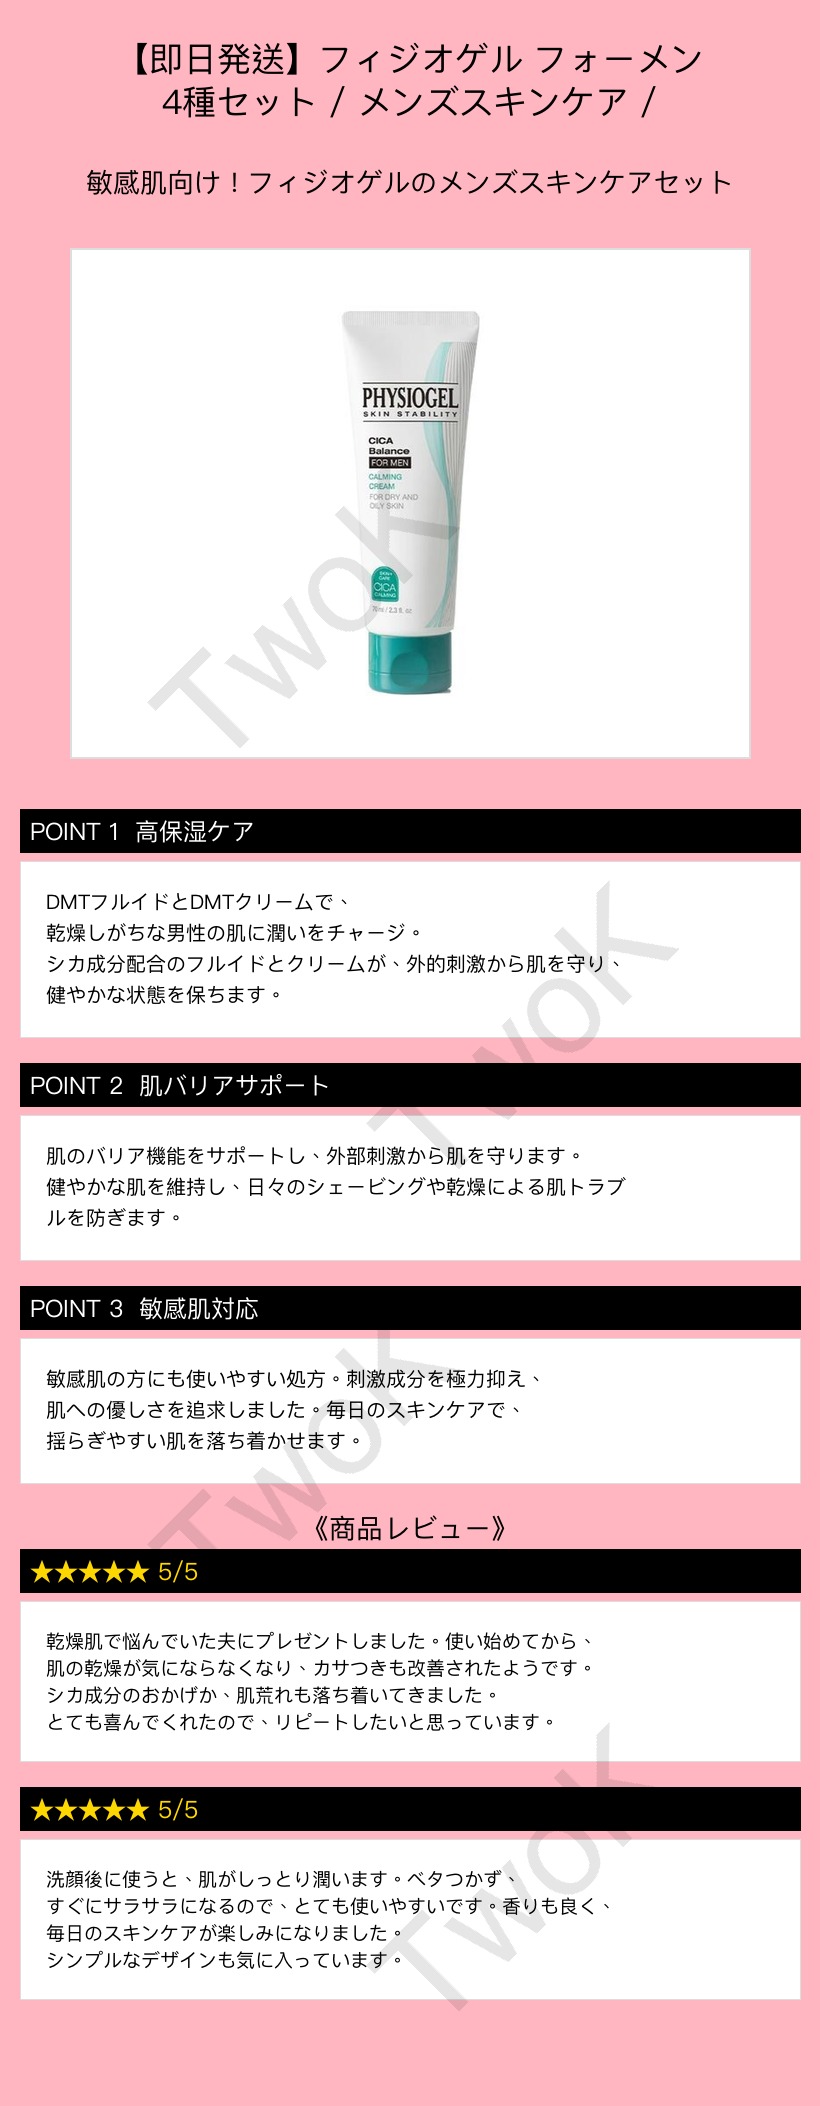 【即日発送】フィジオゲル フォーメン
4種セット / メンズスキンケア /
敏感肌向け！フィジオゲルのメンズスキンケアセット
PHYSIOGEL
SKIN STABILITY
CICA
Balance
FOR MEN
CALMING
CREAM
FOR DRY AND
OILY SKIN
CARE
CICA
CALMING
TwoK
POINT 1 高保湿ケア
DMTフルイドとDMTクリームで、
乾燥しがちな男性の肌に潤いをチャージ。
シカ成分配合のフルイドとクリームが、外的刺激から肌を守り、
健やかな状態を保ちます。
TwoK
POINT 2 肌バリアサポート
肌のバリア機能をサポートし、外部刺激から肌を守ります。
健やかな肌を維持し、日々のシェービングや乾燥による肌トラブ
ルを防ぎます。
POINT 3 敏感肌対応
敏感肌の方にも使いやすい処方。刺激成分を極力抑え、
肌への優しさを追求しました。毎日のスキンケアで、
揺らぎやすい肌を落ち着かせます。
TwoK
《商品レビュー》
★★★★★ 5/5
乾燥肌で悩んでいた夫にプレゼントしました。使い始めてから、
肌の乾燥が気にならなくなり、カサつきも改善されたようです。
シカ成分のおかげか、肌荒れも落ち着いてきました。
とても喜んでくれたので、リピートしたいと思っています。
★★★★★ 5/5
洗顔後に使うと、肌がしっとり潤います。ベタつかず、
すぐにサラサラになるので、とても使いやすいです。香りも良く、
毎日のスキンケアが楽しみになりました。
シンプルなデザインも気に入っています。
TwoK